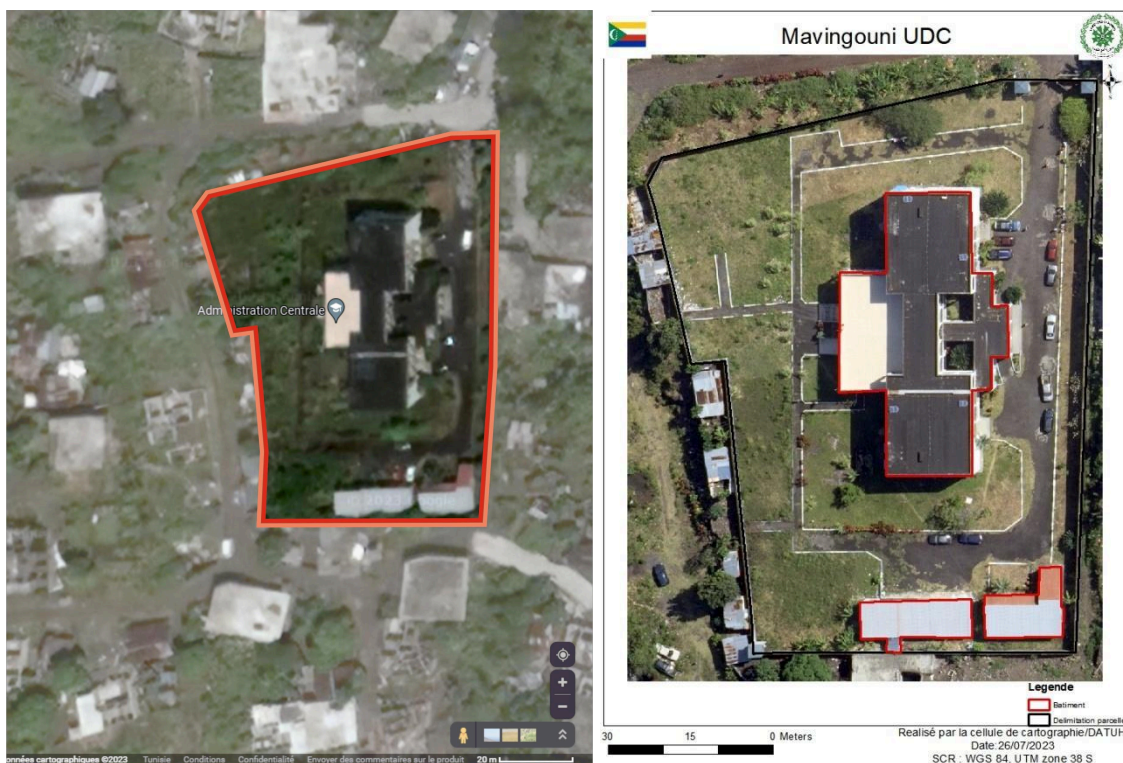 Administration Centrale
onnées cartographiques ©2023 Tunisie Conditions Confidentialité Envoyer des commentaires sur le produit 20 m
Mavingouni UDC
Legende
Batiment
Delimitation parcelle
30 15 0 Meters
Realisé par la cellule de cartographie/DATUH
Date:26/07/2023
SCR : WGS 84, UTM zone 38 S